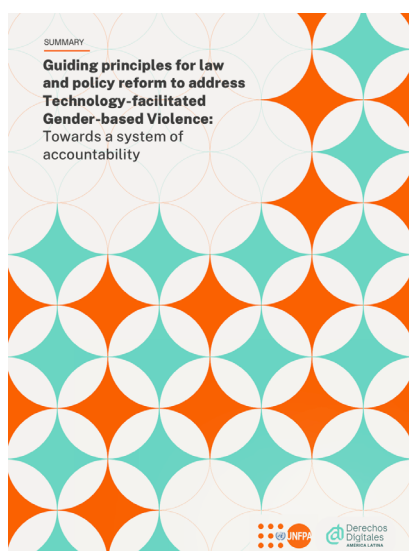 SUMMARY
Guiding principles for law
and policy reform to address
Technology-facilitated
Gender-based Violence:
Towards a system of
accountability
UNFPA
Derechos
Digitales
AMÉRICA LATINA